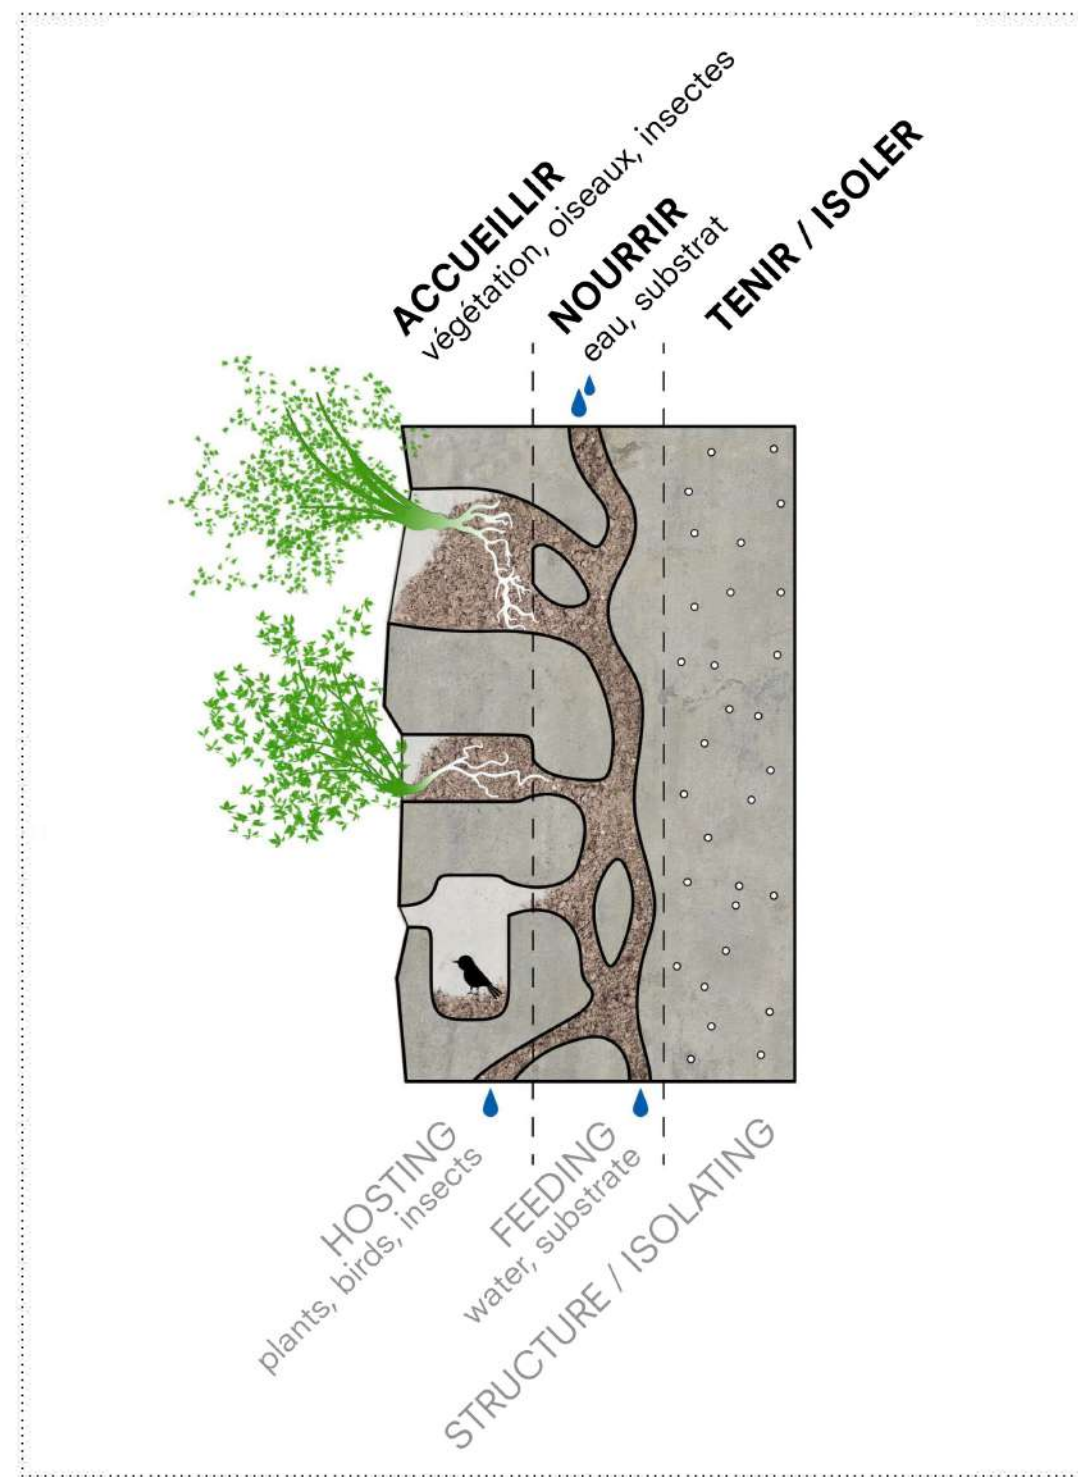 ACCUEILLIR
végétation, oiseaux, insectes
NOURRIR
eau, substrat
TENIR / ISOLER
HOSTING
plants, birds, insects
FEEDING
water, substrate
STRUCTURE / ISOLATING